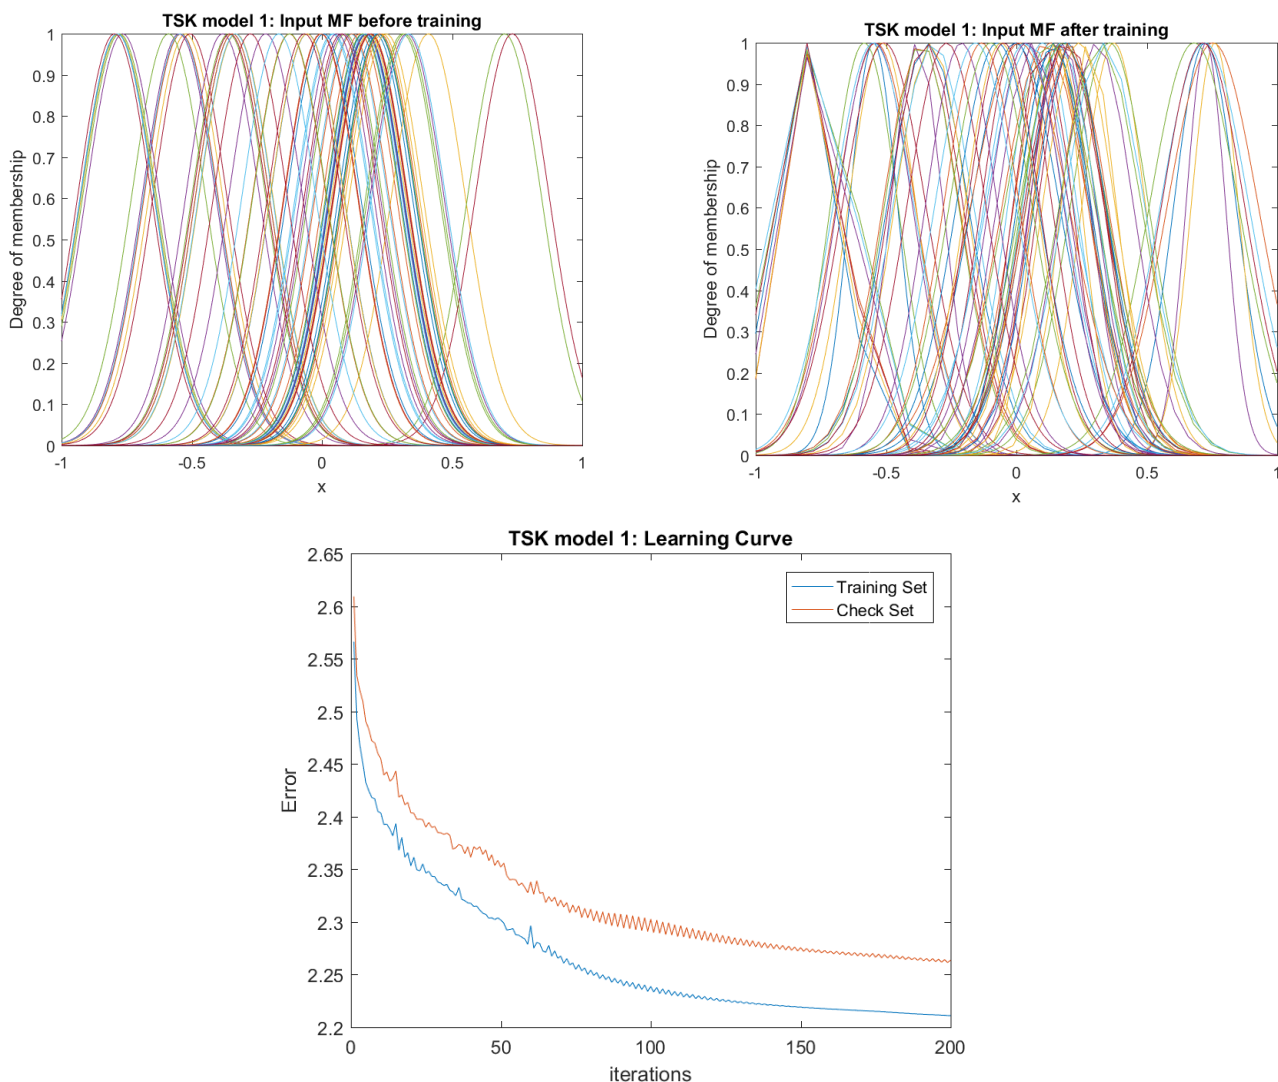 TSK model 1: Input MF before training
1
0.9
0.8
0.7
0.6
0.5
0.4
0.3
0.2
0.1
0
Degree of membership
-1 -0.5 0 0.5 1
x
TSK model 1: Input MF after training
1
0.9
0.8
0.7
0.6
0.5
0.4
0.3
0.2
0.1
0
Degree of membership
-1 -0.5 0 0.5 1
x
TSK model 1: Learning Curve
2.65
2.6
2.55
2.5
2.45
2.4
2.35
2.3
2.25
2.2
Error
Training Set
Check Set
0 50 100 150 200
iterations